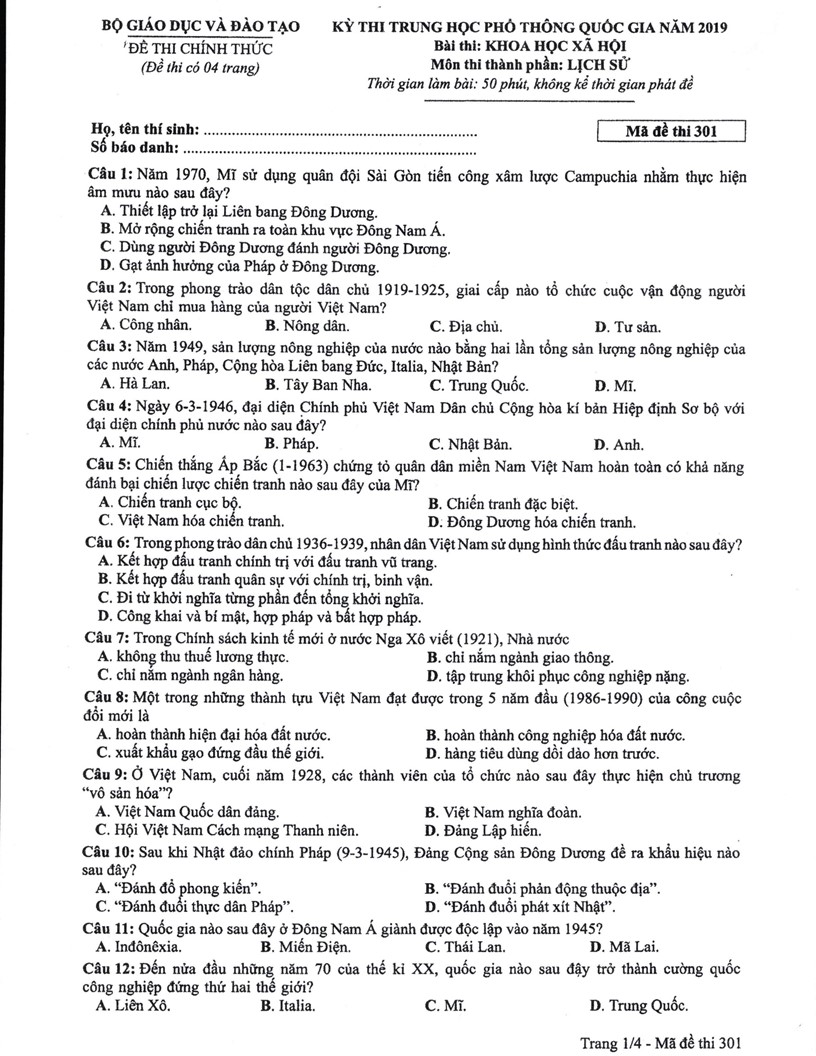 BỘ GIÁO DỤC VÀ ĐÀO TẠO
ĐỀ THI CHÍNH THỨC
(Đề thi có 04 trang)
KỲ THI TRUNG HỌC PHỔ THÔNG QUỐC GIA NĂM 2019
Bài thi: KHOA HỌC XÃ HỘI
Môn thi thành phần: LỊCH SỬ
Thời gian làm bài: 50 phút, không kể thời gian phát đề
Họ, tên thí sinh: ..............................................................
Số báo danh: ..................................................................
Mã đề thi 301
Câu 1: Năm 1970, Mĩ sử dụng quân đội Sài Gòn tiến công xâm lược Campuchia nhằm thực hiện
âm mưu nào sau đây?
A. Thiết lập trở lại Liên bang Đông Dương.
B. Mở rộng chiến tranh ra toàn khu vực Đông Nam Á.
C. Dùng người Đông Dương đánh người Đông Dương.
D. Gạt ảnh hưởng của Pháp ở Đông Dương.
Câu 2: Trong phong trào dân tộc dân chủ 1919-1925, giai cấp nào tổ chức cuộc vận động người
Việt Nam chỉ mua hàng của người Việt Nam?
A. Công nhân. B. Nông dân. C. Địa chủ. D. Tư sản.
Câu 3: Năm 1949, sản lượng nông nghiệp của nước nào bằng hai lần tổng sản lượng nông nghiệp của
các nước Anh, Pháp, Cộng hòa Liên bang Đức, Italia, Nhật Bản?
A. Hà Lan. B. Tây Ban Nha. C. Trung Quốc. D. Mĩ.
Câu 4: Ngày 6-3-1946, đại diện Chính phủ Việt Nam Dân chủ Cộng hòa kí bản Hiệp định Sơ bộ với
đại diện chính phủ nước nào sau đây?
A. Mĩ. B. Pháp. C. Nhật Bản. D. Anh.
Câu 5: Chiến thắng Ấp Bắc (1-1963) chứng tỏ quân dân miền Nam Việt Nam hoàn toàn có khả năng
đánh bại chiến lược chiến tranh nào sau đây của Mĩ?
A. Chiến tranh cục bộ. B. Chiến tranh đặc biệt.
C. Việt Nam hóa chiến tranh. D. Đông Dương hóa chiến tranh.
Câu 6: Trong phong trào dân chủ 1936-1939, nhân dân Việt Nam sử dụng hình thức đấu tranh nào sau đây?
A. Kết hợp đấu tranh chính trị với đấu tranh vũ trang.
B. Kết hợp đấu tranh quân sự với chính trị, binh vận.
C. Đi từ khởi nghĩa từng phần đến tổng khởi nghĩa.
D. Công khai và bí mật, hợp pháp và bất hợp pháp.
Câu 7: Trong Chính sách kinh tế mới ở nước Nga Xô viết (1921), Nhà nước
A. không thu thuế lương thực. B. chỉ nắm ngành giao thông.
C. chỉ nắm ngành ngân hàng. D. tập trung khôi phục công nghiệp nặng.
Câu 8: Một trong những thành tựu Việt Nam đạt được trong 5 năm đầu (1986-1990) của công cuộc
đổi mới là
A. hoàn thành hiện đại hóa đất nước. B. hoàn thành công nghiệp hóa đất nước.
C. xuất khẩu gạo đứng đầu thế giới. D. hàng tiêu dùng dồi dào hơn trước.
Câu 9: Ở Việt Nam, cuối năm 1928, các thành viên của tổ chức nào sau đây thực hiện chủ trương
“vô sản hóa”?
A. Việt Nam Quốc dân đảng. B. Việt Nam nghĩa đoàn.
C. Hội Việt Nam Cách mạng Thanh niên. D. Đảng Lập hiến.
Câu 10: Sau khi Nhật đảo chính Pháp (9-3-1945), Đảng Cộng sản Đông Dương đề ra khẩu hiệu nào
sau đây?
A. “Đánh đổ phong kiến”. B. “Đánh đuổi phản động thuộc địa”.
C. “Đánh đuổi thực dân Pháp”. D. “Đánh đuổi phát xít Nhật”.
Câu 11: Quốc gia nào sau đây ở Đông Nam Á giành được độc lập vào năm 1945?
A. Inđônêxia. B. Miến Điện. C. Thái Lan. D. Mã Lai.
Câu 12: Đến nửa đầu những năm 70 của thế kỉ XX, quốc gia nào sau đây trở thành cường quốc
công nghiệp đứng thứ hai thế giới?
A. Liên Xô. B. Italia. C. Mĩ. D. Trung Quốc.
Trang 1/4 - Mã đề thi 301